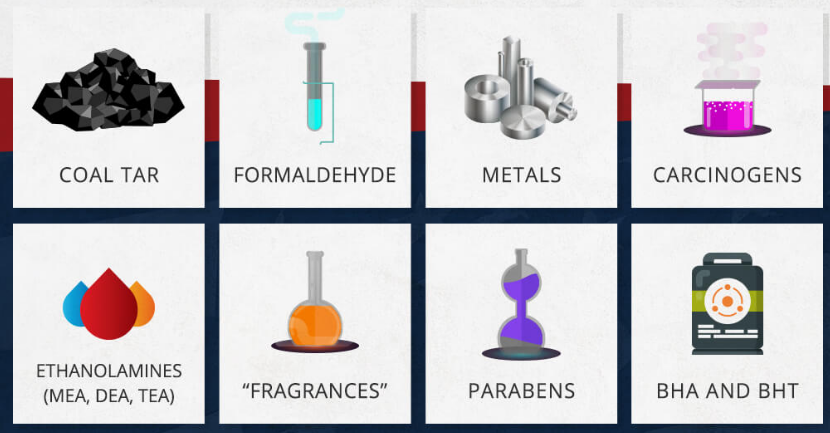 COAL TAR
FORMALDEHYDE
METALS
CARCINOGENS
ETHANOLAMINES
(MEA, DEA, TEA)
“FRAGRANCES”
PARABENS
BHA AND BHT